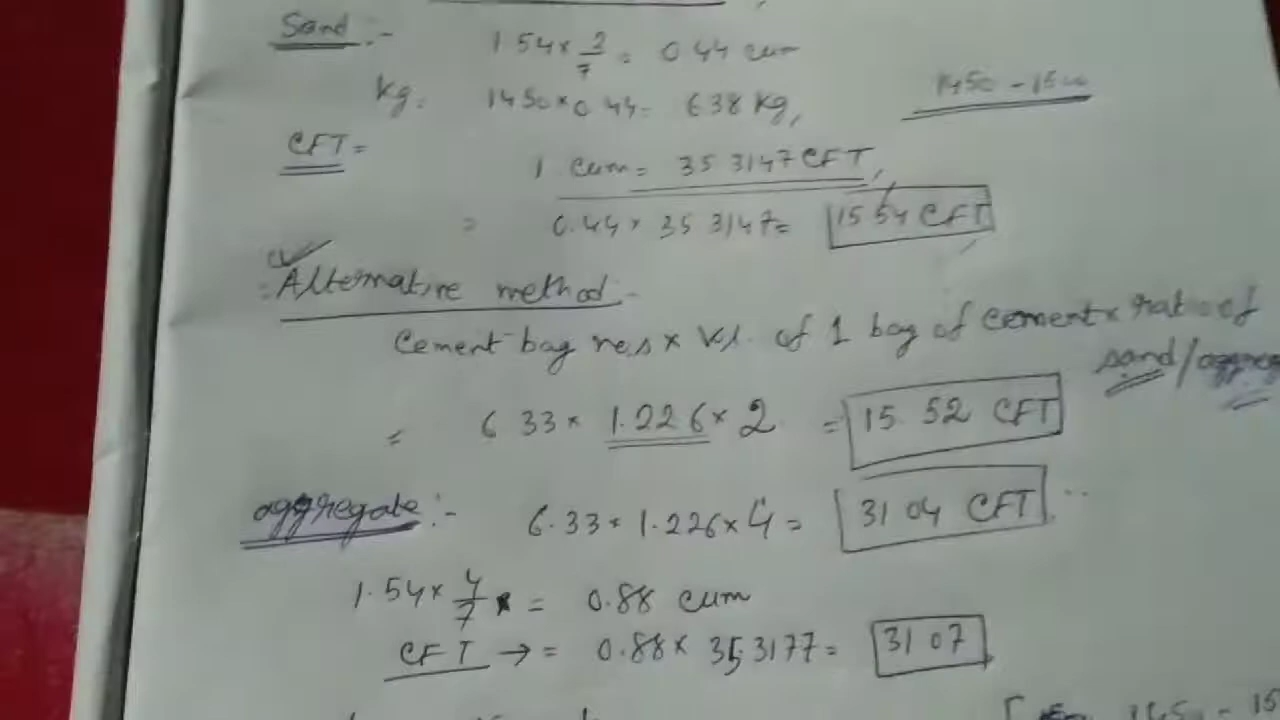 Sand :-
1.54 × 2/7 = 0.44 cum
kg. 1450×0.44= 638 kg,
1450 - 1500
CFT =
1 cum = 35 3147 CFT,
= 0.44 × 35 3147= 15 54 CFT
Alternative method -
Cement bag nes × Vol. of 1 bag of cement × ratio of
sand/aggreg
= 6 33 × 1.226 × 2 = 15. 52 CFT
aggregate :- 6.33 × 1.226 × 4 = 31 04 CFT
1.54 × 4/7 = 0.88 cum
CFT → = 0.88 × 35.3177 = 31 07